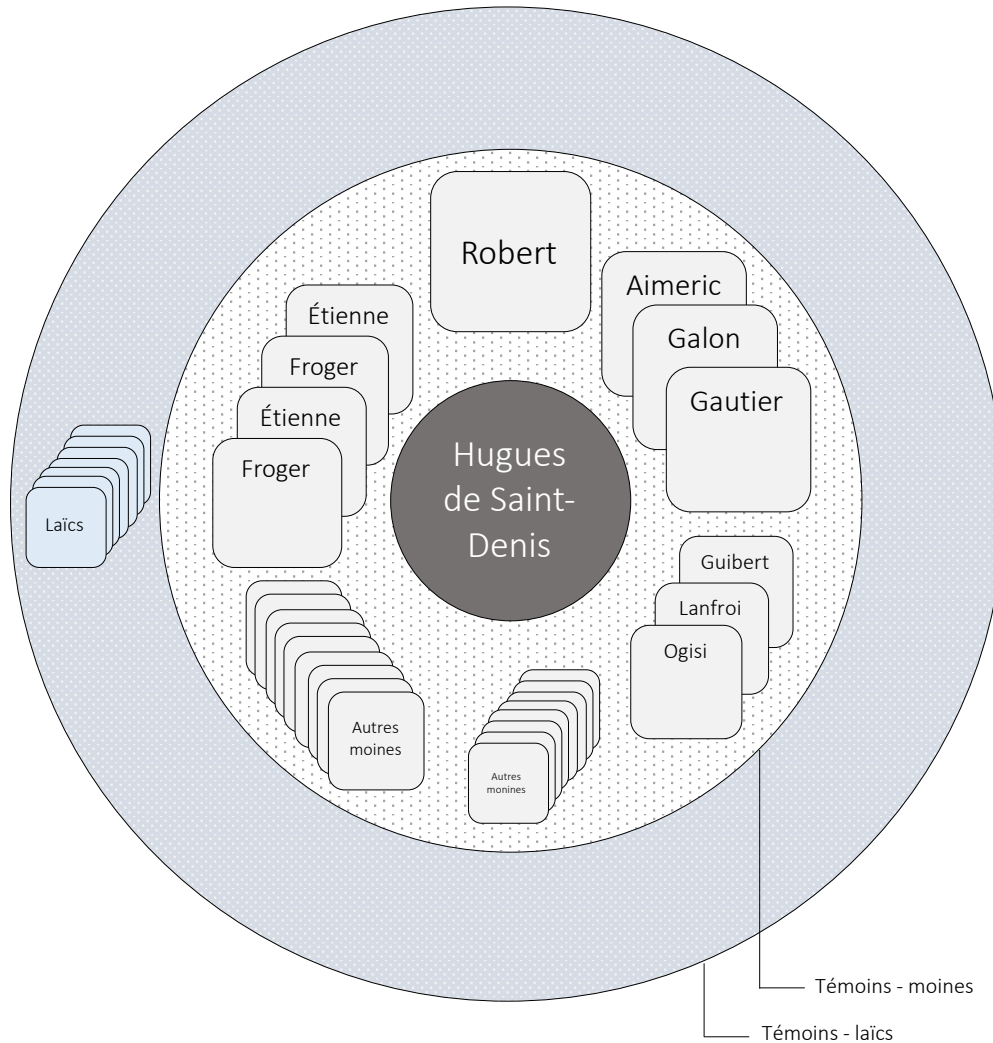 Robert
Aimeric
Galon
Gautier
Étienne
Froger
Étienne
Froger
Hugues
de Saint-
Denis
Laïcs
Guibert
Lanfroi
Ogisi
Autres
moines
Autres
monines
Témoins - moines
Témoins - laïcs